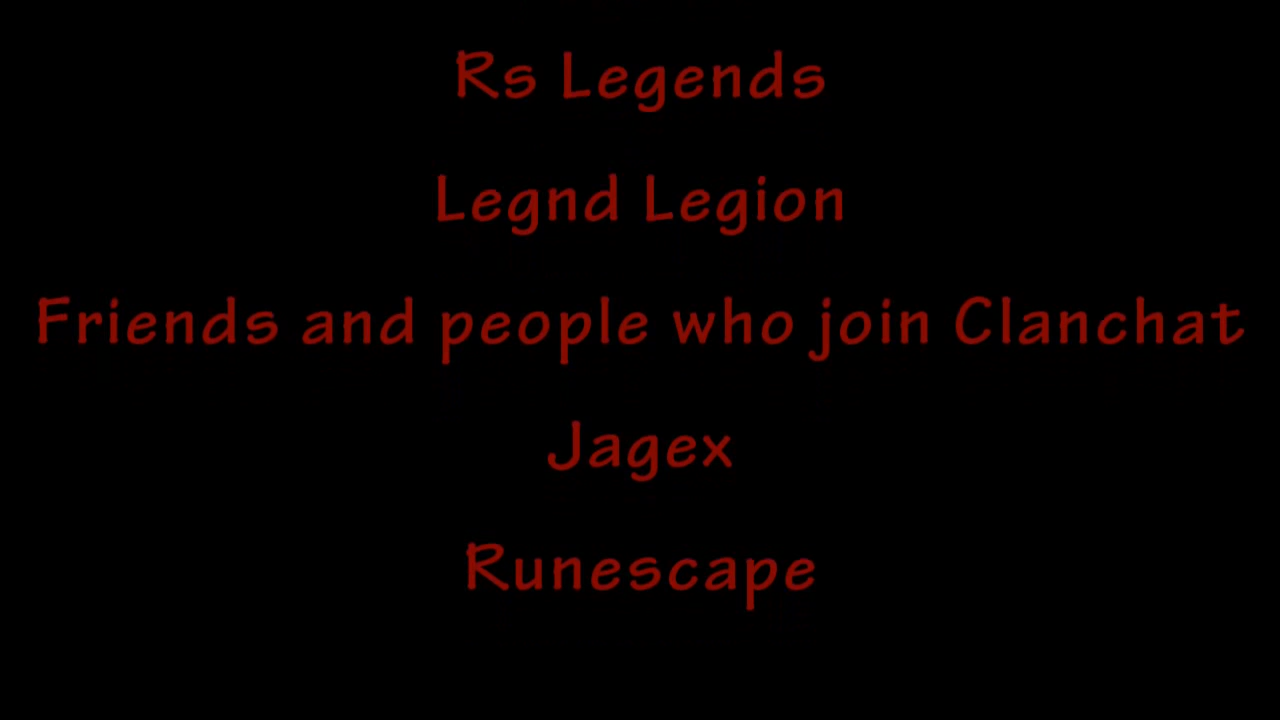 Rs Legends
Legnd Legion
Friends and people who join Clanchat
Jagex
Runescape